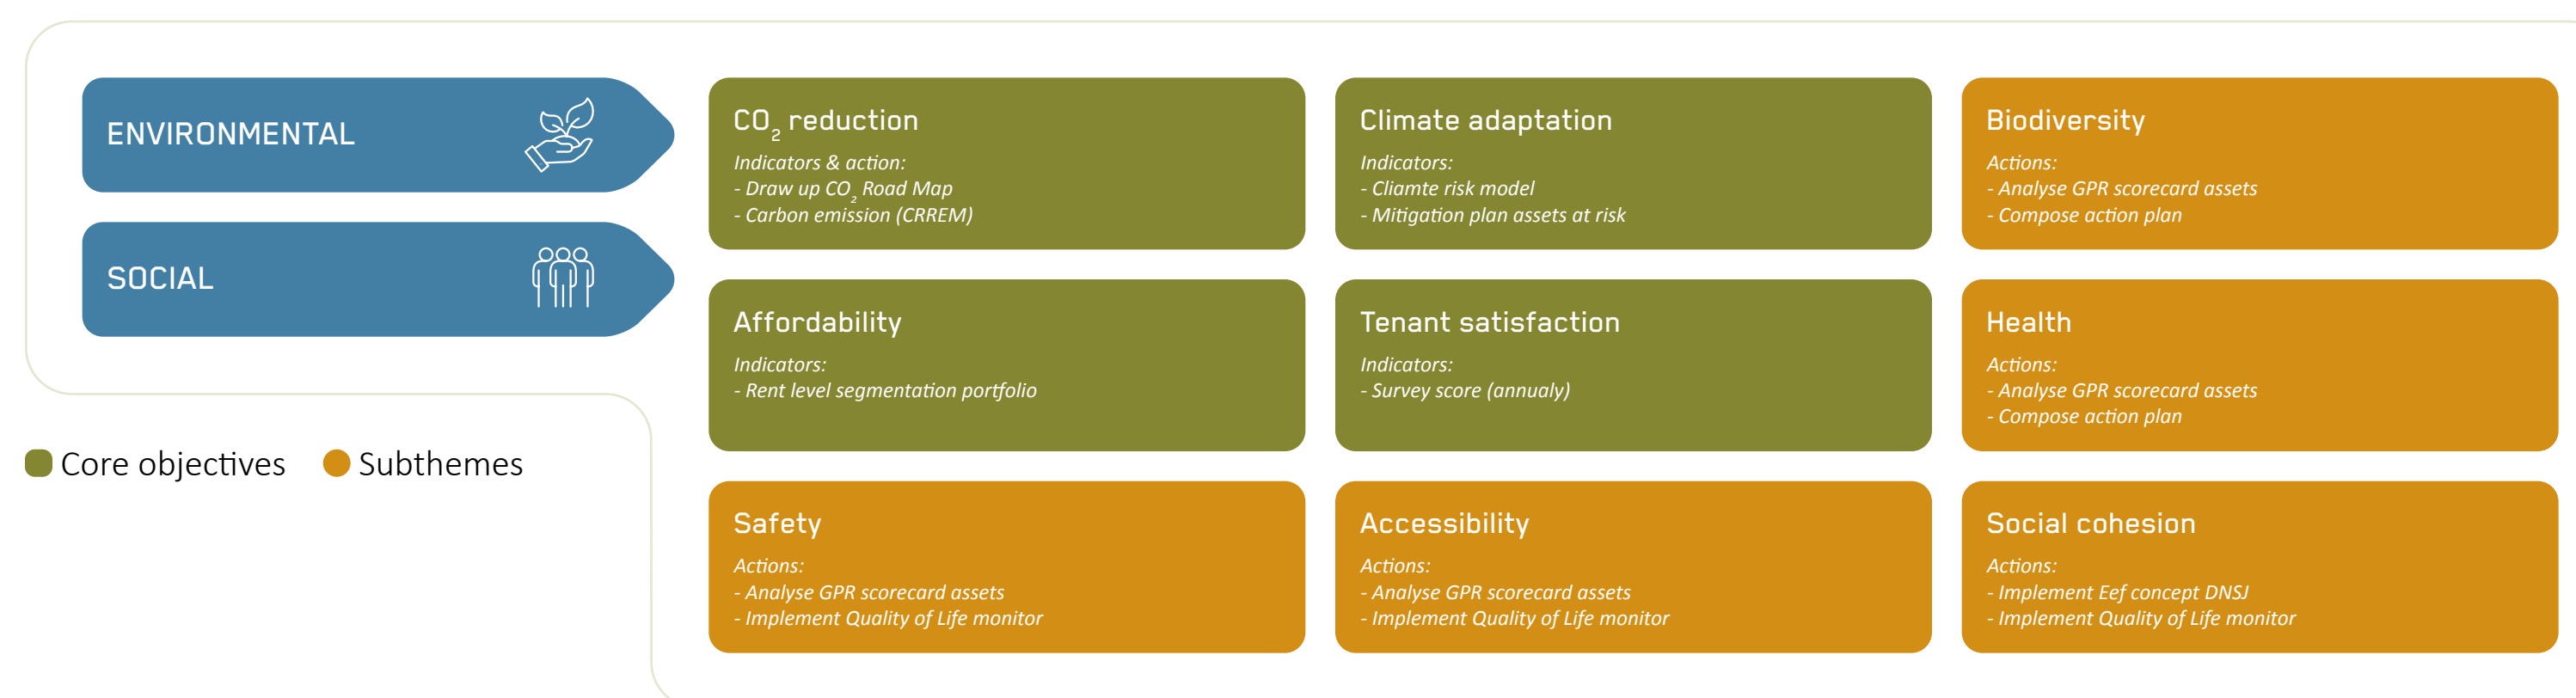 ENVIRONMENTAL
SOCIAL
Core objectives
Subthemes
CO₂ reduction
Indicators & action:
- Draw up CO₂ Road Map
- Carbon emission (CRREM)
Climate adaptation
Indicators:
- Cliamte risk model
- Mitigation plan assets at risk
Biodiversity
Actions:
- Analyse GPR scorecard assets
- Compose action plan
Affordability
Indicators:
- Rent level segmentation portfolio
Tenant satisfaction
Indicators:
- Survey score (annualy)
Health
Actions:
- Analyse GPR scorecard assets
- Compose action plan
Safety
Actions:
- Analyse GPR scorecard assets
- Implement Quality of Life monitor
Accessibility
Actions:
- Analyse GPR scorecard assets
- Implement Quality of Life monitor
Social cohesion
Actions:
- Implement Eef concept DNSJ
- Implement Quality of Life monitor